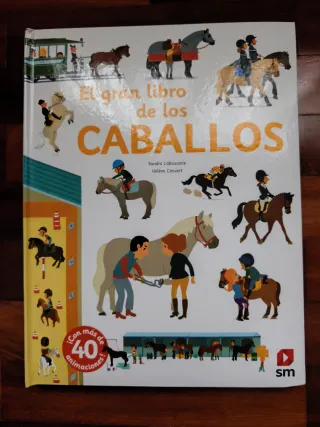 El gran libro
de los
CABALLOS
Sandra Laboucarie
Hélène Convert
¡Con más de
40
animaciones!
sm